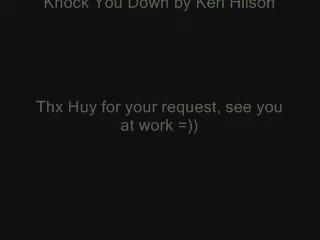 Knock You Down by Keri Hilson
Thx Huy for your request, see you
at work =))